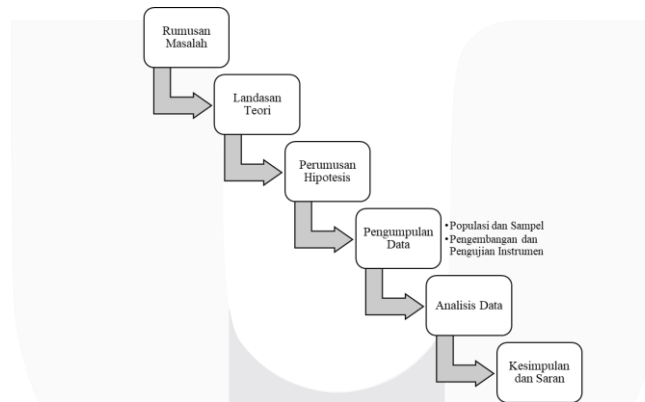 Rumusan
Masalah
Landasan
Teori
Perumusan
Hipotesis
Pengumpulan
Data
•Populasi dan Sampel
•Pengembangan dan
Pengujian Instrumen
Analisis Data
Kesimpulan
dan Saran